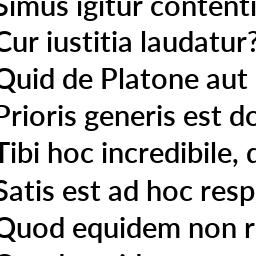 Simus igitur contenti
Cur iustitia laudatur?
Quid de Platone aut
Prioris generis est do
Tibi hoc incredibile,
Satis est ad hoc resp
Quod equidem non r